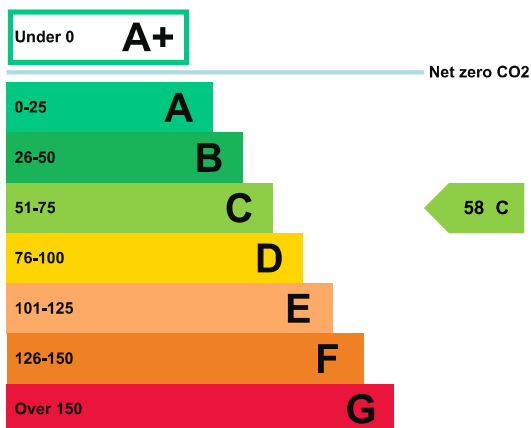 Under 0 A+
Net zero CO2
0-25 A
26-50 B
51-75 C
58 C
76-100 D
101-125 E
126-150 F
Over 150 G